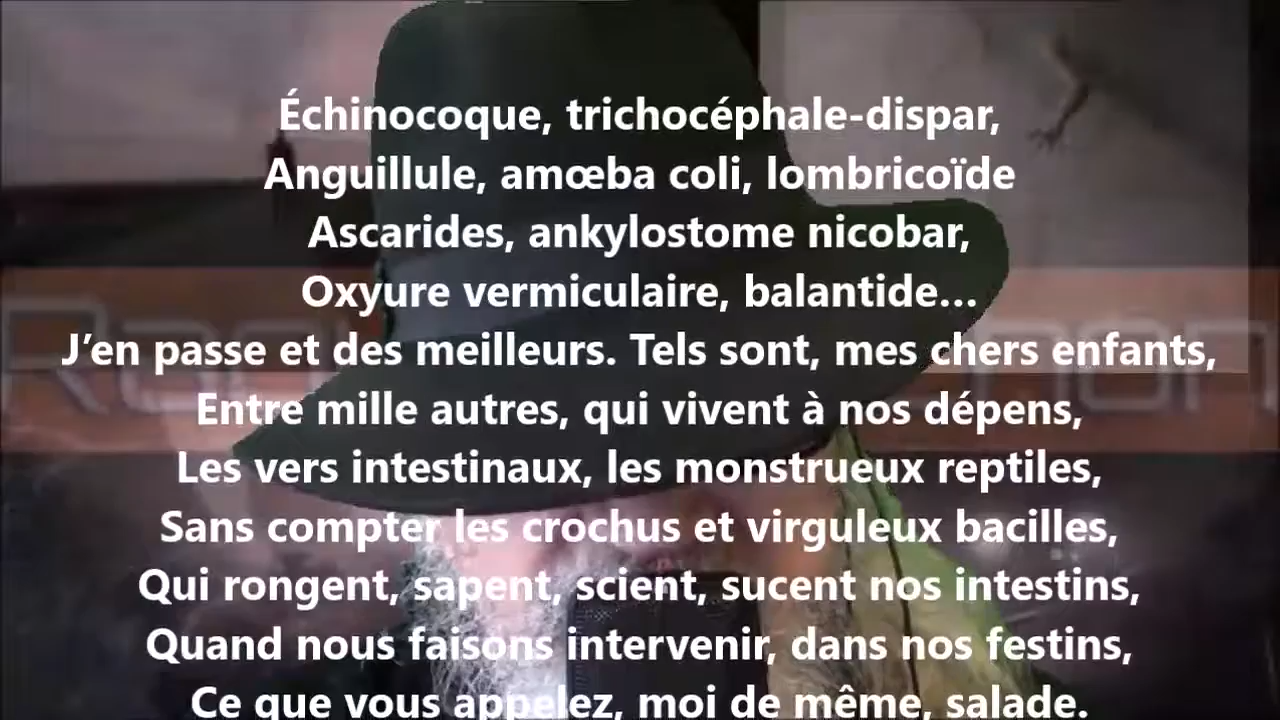 Échinocoque, trichocéphale-dispar,
Anguillule, amœba coli, lombricoïde
Ascarides, ankylostome nicobar,
Oxyure vermiculaire, balantide...
J’en passe et des meilleurs. Tels sont, mes chers enfants,
Entre mille autres, qui vivent à nos dépens,
Les vers intestinaux, les monstrueux reptiles,
Sans compter les crochus et virguleux bacilles,
Qui rongent, sapent, scient, sucent nos intestins,
Quand nous faisons intervenir, dans nos festins,
Ce que vous appelez, moi de même, salade.